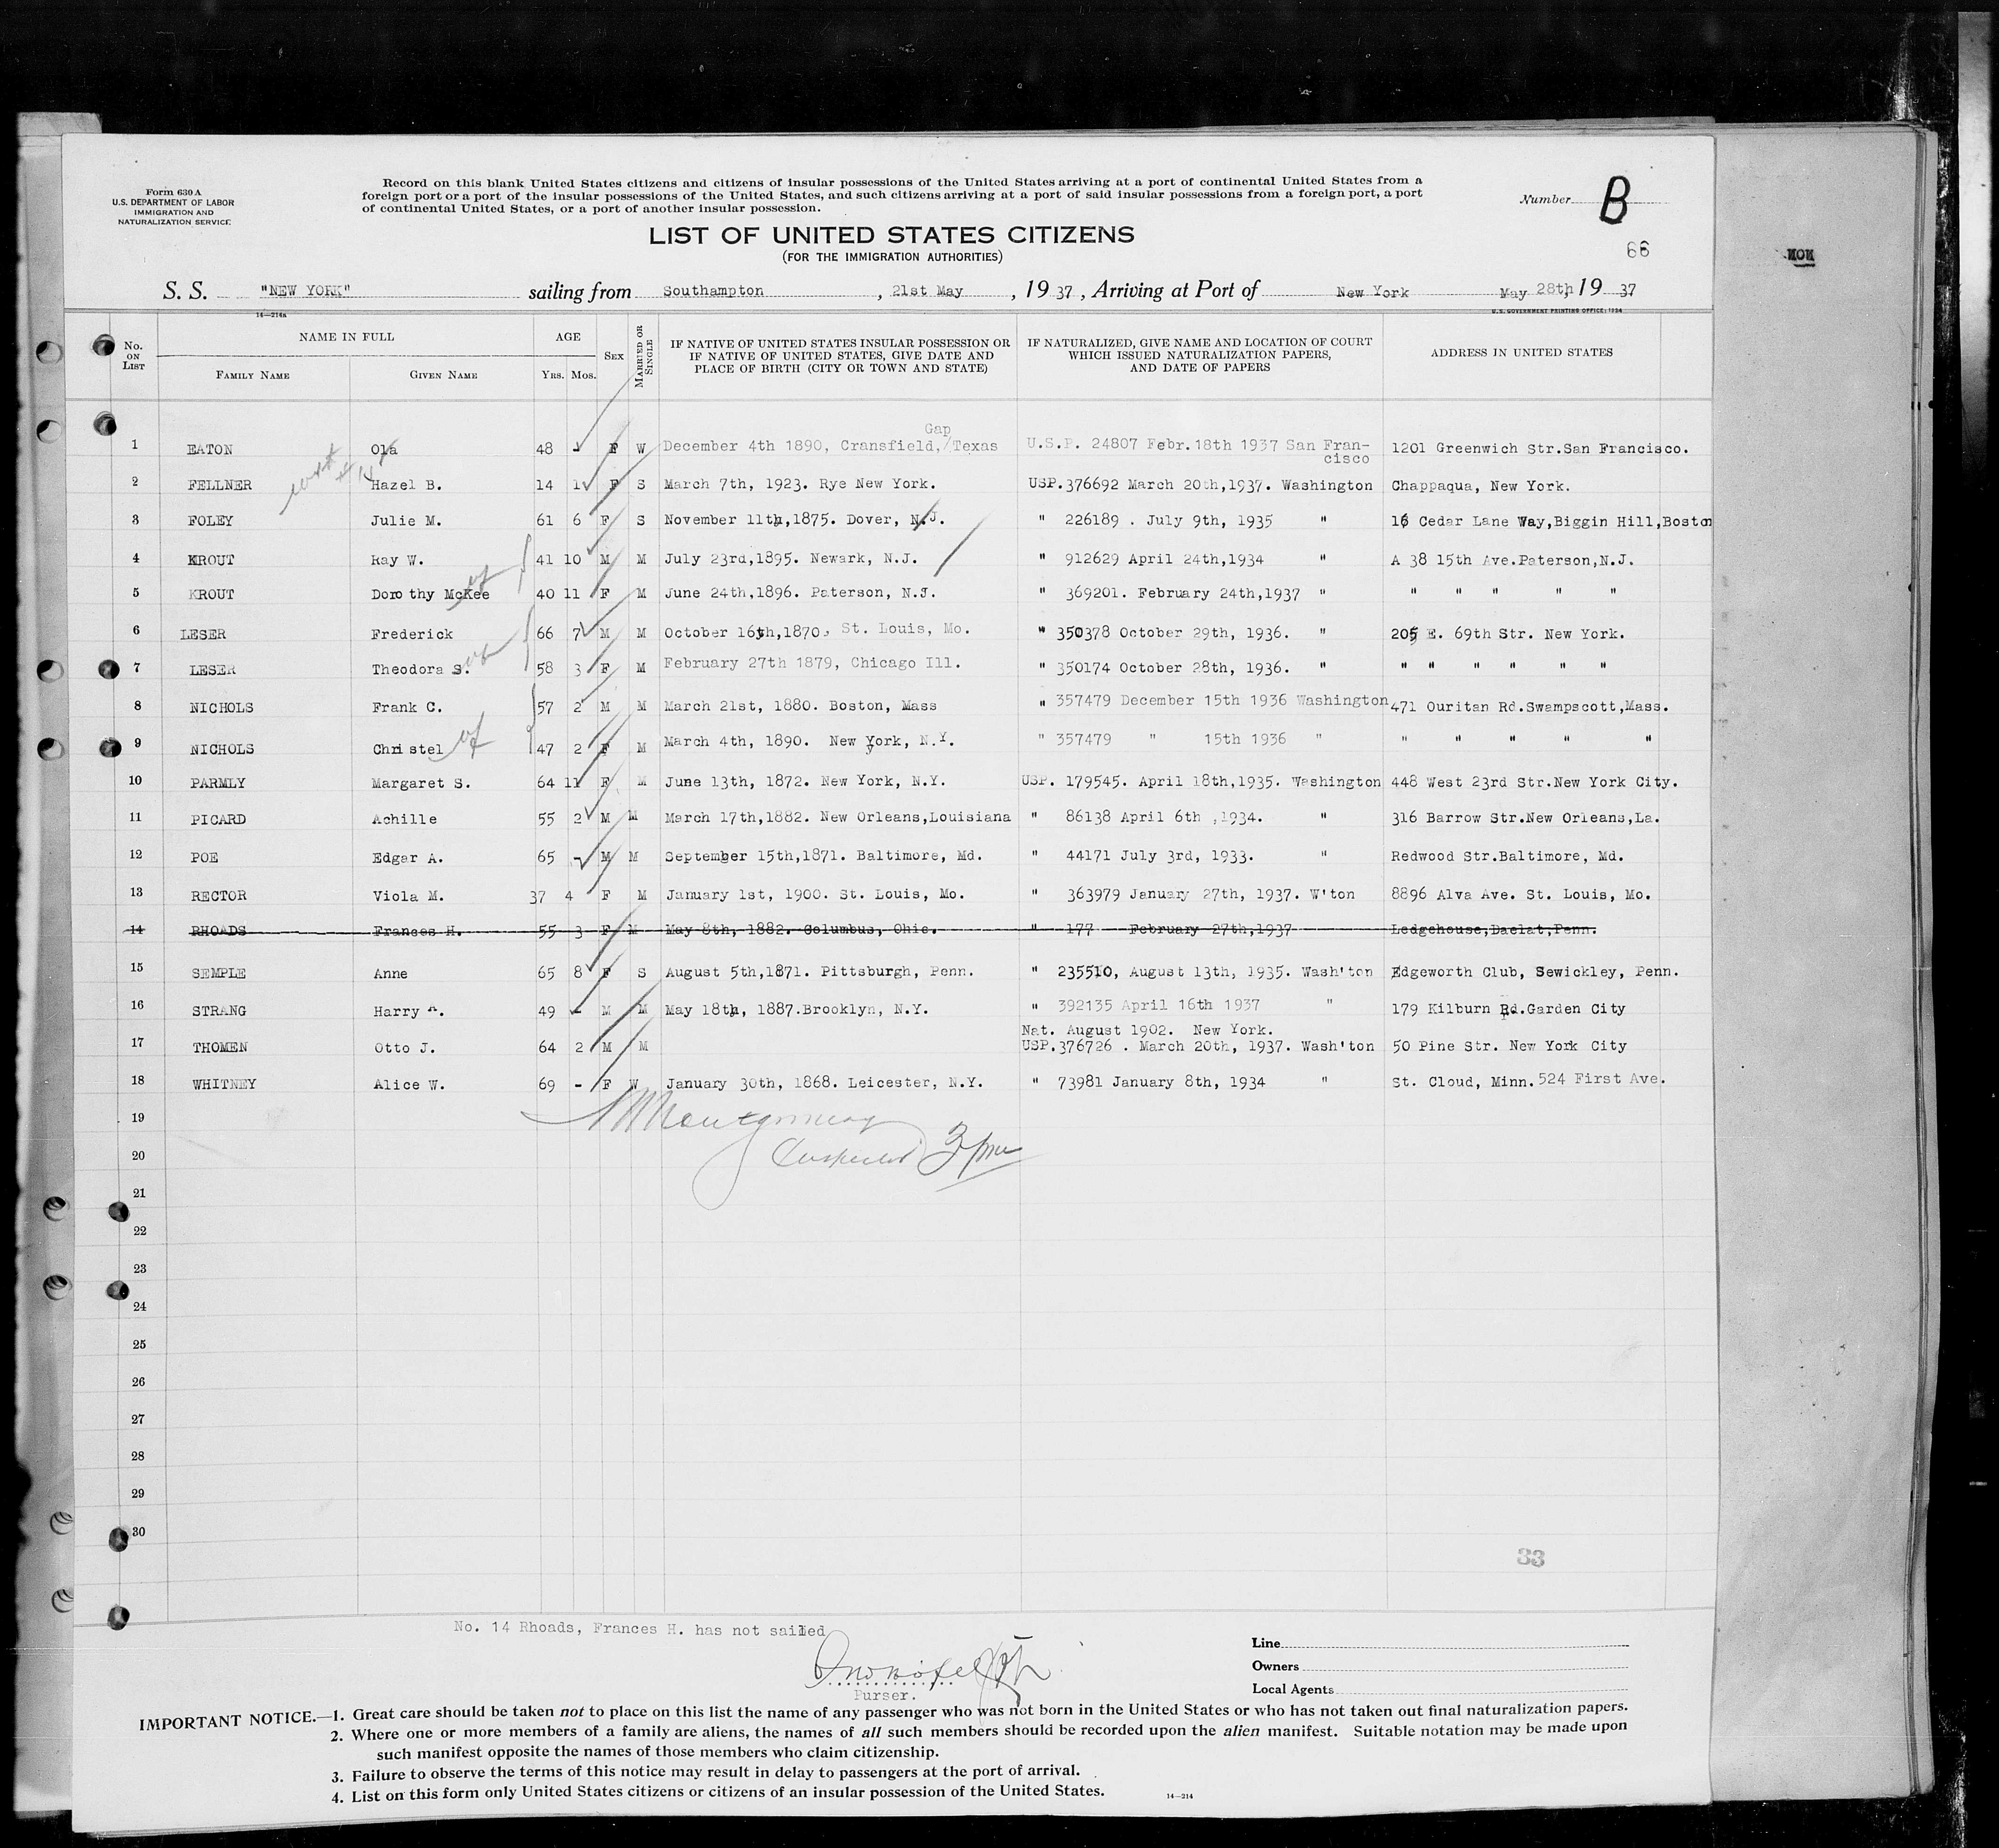 Form 630 A
U.S. DEPARTMENT OF LABOR
IMMIGRATION AND
NATURALIZATION SERVICE
Record on this blank United States citizens and citizens of insular possessions of the United States arriving at a port of continental United States from a
foreign port or a port of the insular possessions of the United States, and such citizens arriving at a port of said insular possessions from a foreign port, a port
of continental United States, or a port of another insular possession.
Number B
66
LIST OF UNITED STATES CITIZENS
(FOR THE IMMIGRATION AUTHORITIES)
NOM
S. S. "NEW YORK" sailing from Southampton, 21st May, 19 37, Arriving at Port of New York May 28th, 19 37
14—214a
U.S. GOVERNMENT PRINTING OFFICE: 1934
No. ON LIST NAME IN FULL FAMILY NAME GIVEN NAME AGE YRS. MOS. SEX MARRIED OR SINGLE
IF NATIVE OF UNITED STATES INSULAR POSSESSION OR
IF NATIVE OF UNITED STATES, GIVE DATE AND
PLACE OF BIRTH (CITY OR TOWN AND STATE)
IF NATURALIZED, GIVE NAME AND LOCATION OF COURT
WHICH ISSUED NATURALIZATION PAPERS,
AND DATE OF PAPERS
ADDRESS IN UNITED STATES
Gap
1 EATON Ola 48 - F W December 4th 1890, Cransfield,/Texas U.S.P. 24807 Febr.18th 1937 San Fran- 1201 Greenwich Str.San Francisco.
cisco
2 FELLNER Hazel B. 14 1 F S March 7th, 1923. Rye New York. USP.376692 March 20th,1937. Washington Chappaqua, New York.
3 FOLEY Julie M. 61 6 F S November 11th,1875. Dover, N.J. " 226189 . July 9th, 1935 " 16 Cedar Lane Way,Biggin Hill,Boston
4 KROUT Ray W. 41 10 M M July 23rd,1895. Newark, N.J. " 912629 April 24th,1934 " A 38 15th Ave.Paterson,N.J.
5 KROUT Doro thy McKee 40 11 F M June 24th,1896. Paterson, N.J. " 369201. February 24th,1937 " " " " " "
6 LESER Frederick 66 7 M M October 16th,1870, St. Louis, Mo. " 350378 October 29th, 1936. " 205 E. 69th Str. New York.
7 LESER Theodora S. 58 3 F M February 27th 1879, Chicago Ill. " 350174 October 28th, 1936. " " " " " " "
8 NICHOLS Frank C. 57 2 M M March 21st, 1880. Boston, Mass " 357479 December 15th 1936 Washington 471 Ouritan Rd.Swampscott,Mass.
9 NICHOLS Christel 47 2 F M March 4th, 1890. New York, N.Y. " 357479 " 15th 1936 " " " " " "
10 PARMLY Margaret S. 64 11 F M June 13th, 1872. New York, N.Y. USP. 179545. April 18th,1935. Washington 448 West 23rd Str.New York City.
11 PICARD Achille 55 2 M M March 17th,1882. New Orleans,Louisiana " 86138 April 6th ,1934. " 316 Barrow Str.New Orleans,La.
12 POE Edgar A. 65 - M M September 15th,1871. Baltimore, Md. " 44171 July 3rd, 1933. " Redwood Str.Baltimore, Md.
13 RECTOR Viola M. 37 4 F M January 1st, 1900. St. Louis, Mo. " 363979 January 27th, 1937. W'ton 8896 Alva Ave. St. Louis, Mo.
14 RHOADS Frances H. 55 3 F M May 8th, 1882. Columbus, Ohio. " 177 February 27th,1937 Ledgehouse,Daelat,Penn.
15 SEMPLE Anne 65 8 F S August 5th,1871. Pittsburgh, Penn. " 235510, August 13th, 1935. Wash'ton Edgeworth Club, Sewickley, Penn.
16 STRANG Harry A. 49 - M M May 18th, 1887.Brooklyn, N.Y. " 392135 April 16th 1937 " 179 Kilburn Rd.Garden City
Nat. August 1902. New York.
17 THOMEN Otto J. 64 2 M M USP.376726 . March 20th, 1937. Wash'ton 50 Pine Str. New York City
18 WHITNEY Alice W. 69 - F W January 30th, 1868. Leicester, N.Y. " 73981 January 8th, 1934 " St. Cloud, Minn. 524 First Ave.
19
Montgomery
20
21
22
23
24
25
26
27
28
29
30
33
No. 14 Rhoads, Frances H. has not sailed
Purser.
Line
Owners
Local Agents
IMPORTANT NOTICE.—1. Great care should be taken not to place on this list the name of any passenger who was not born in the United States or who has not taken out final naturalization papers.
2. Where one or more members of a family are aliens, the names of all such members should be recorded upon the alien manifest. Suitable notation may be made upon
such manifest opposite the names of those members who claim citizenship.
3. Failure to observe the terms of this notice may result in delay to passengers at the port of arrival.
4. List on this form only United States citizens or citizens of an insular possession of the United States.
14—214